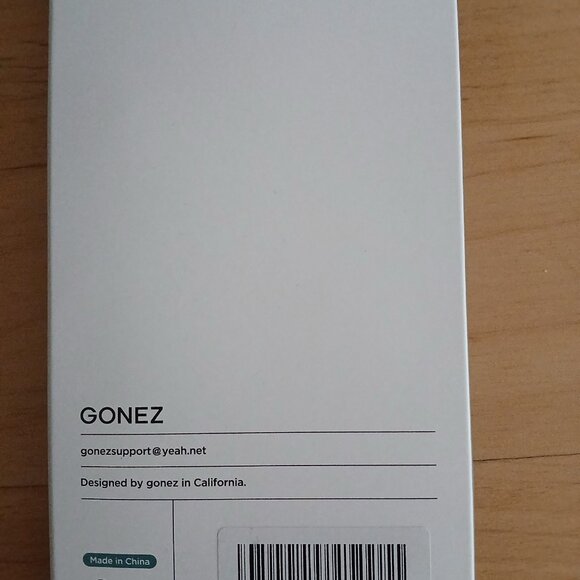 GONEZ
gonezsupport@yeah.net
Designed by gonez in California.
Made in China